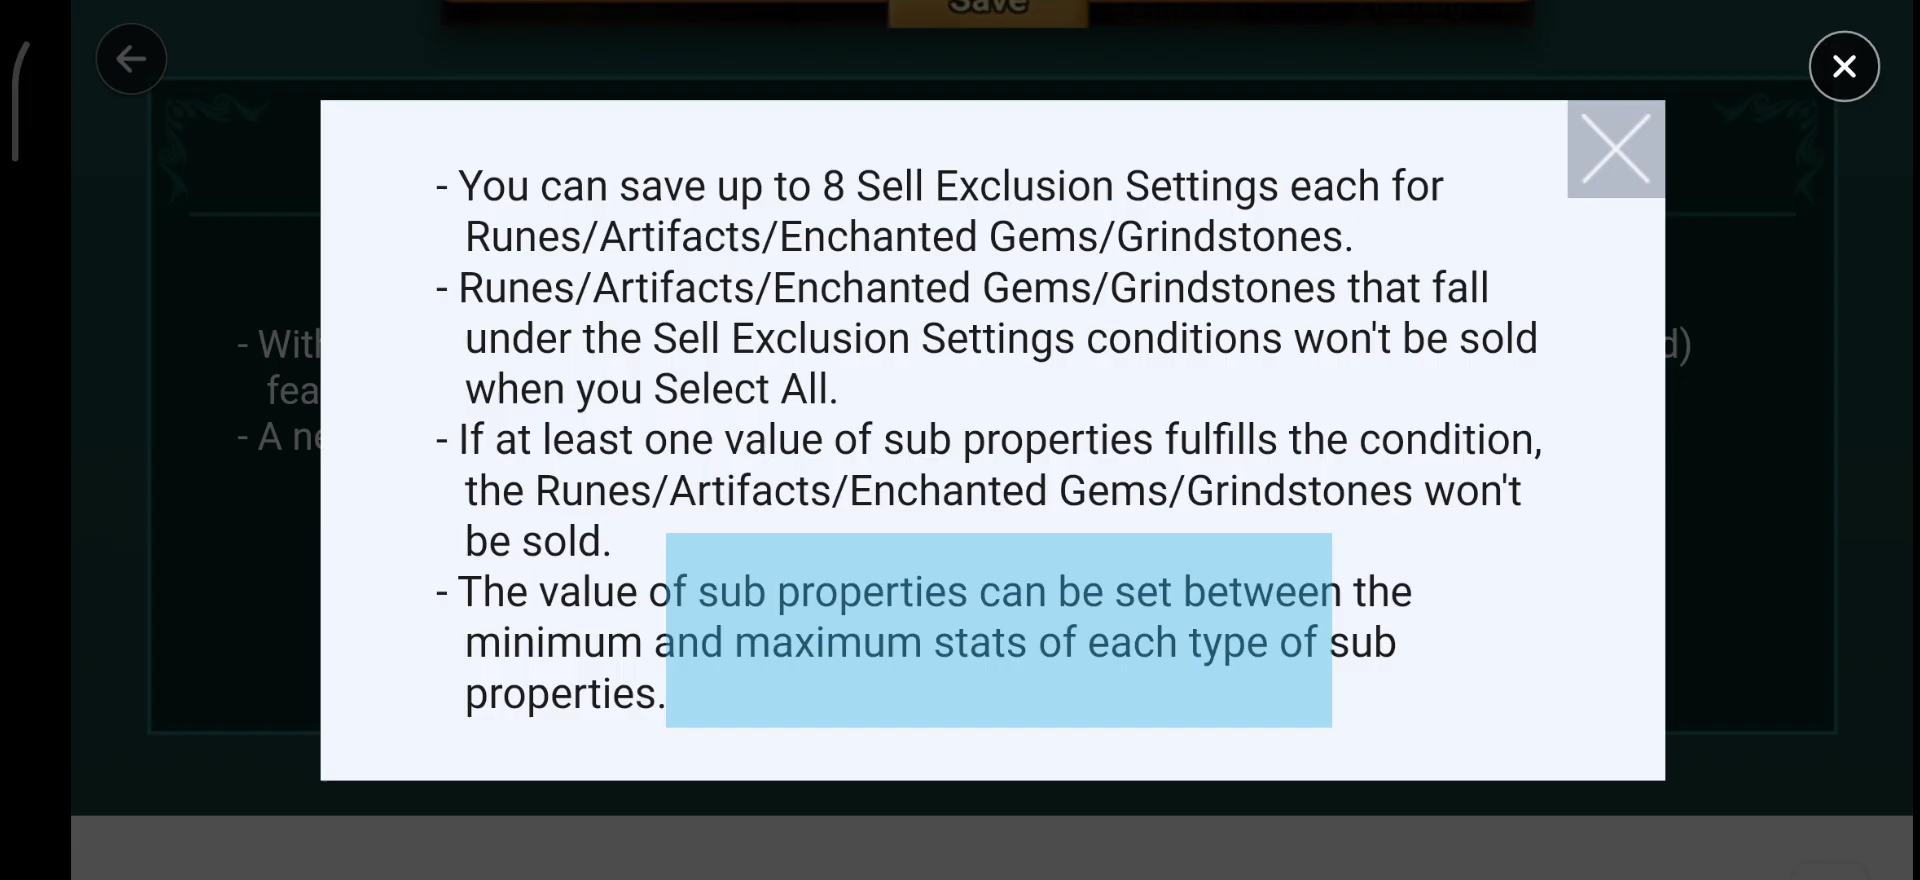 Save
- You can save up to 8 Sell Exclusion Settings each for
Runes/Artifacts/Enchanted Gems/Grindstones.
- Runes/Artifacts/Enchanted Gems/Grindstones that fall
under the Sell Exclusion Settings conditions won't be sold
- With
d)
when you Select All.
fea
- If at least one value of sub properties fulfills the condition,
- A ne
the Runes/Artifacts/Enchanted Gems/Grindstones won't
be sold.
- The value of sub properties can be set between the
minimum and maximum stats of each type of sub
properties.